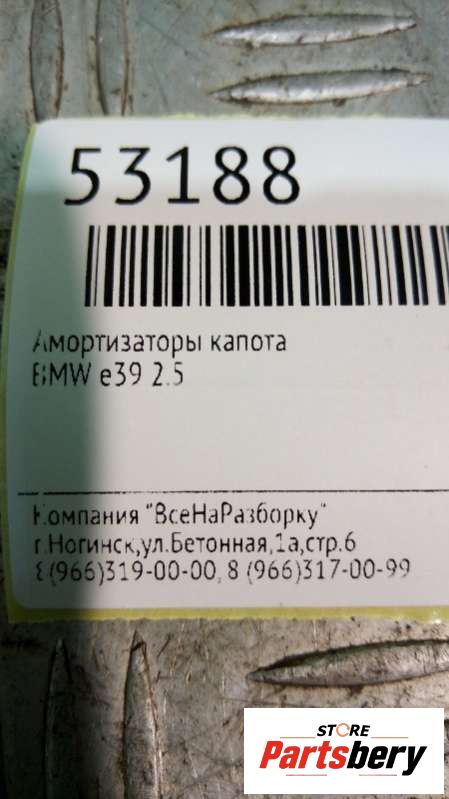 53188
Амортизаторы капота
BMW e39 2.5
Компания "ВсеНаРазборку"
г.Ногинск,ул.Бетонная,1а,стр.6
8(966)319-00-00, 8 (966)317-00-99
STORE
Partsbery